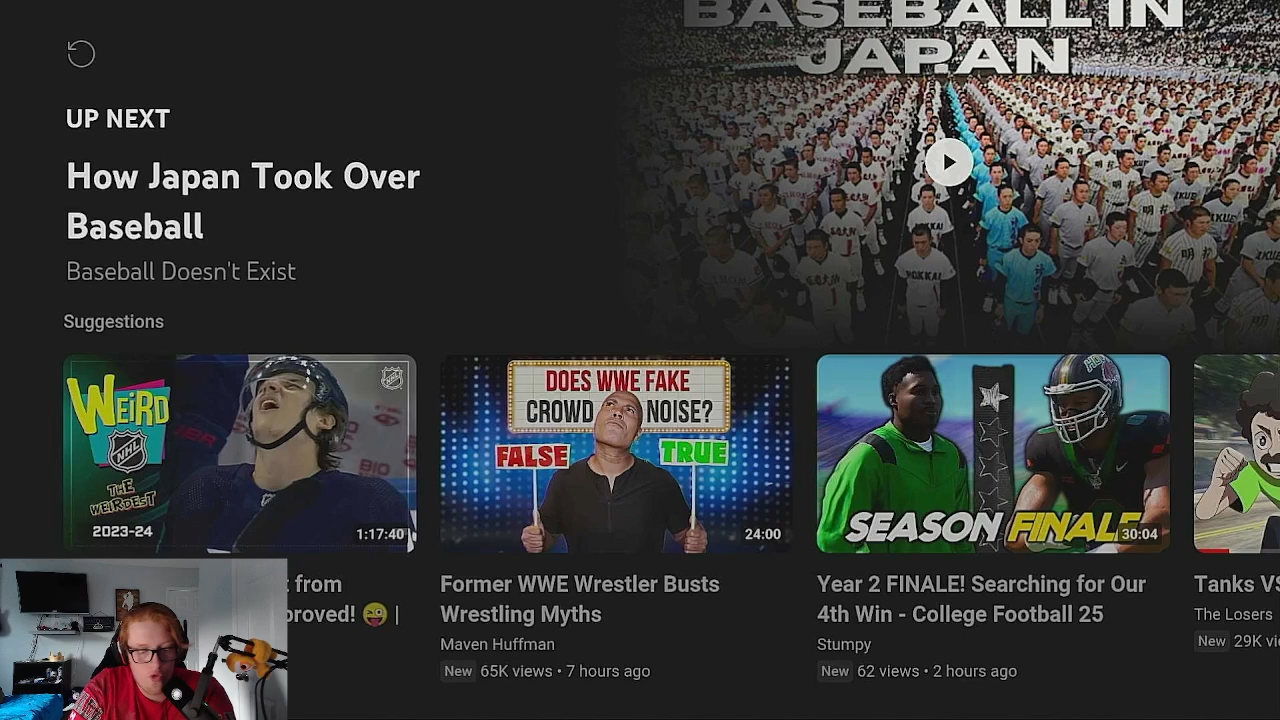 BASEBALL IN
JAPAN
UP NEXT
How Japan Took Over
Baseball
Baseball Doesn't Exist
Suggestions
WEiRD
NHL
THE
WEIRDEST
2023-24
1:17:40
DOES WWE FAKE
CROWD NOISE?
FALSE
TRUE
24:00
SEASON FINALE
30:04
t from
proved! 😜 |
Former WWE Wrestler Busts
Wrestling Myths
Maven Huffman
New 65K views • 7 hours ago
Year 2 FINALE! Searching for Our
4th Win - College Football 25
Stumpy
New 62 views • 2 hours ago
Tanks VS
The Losers
New 29K vi